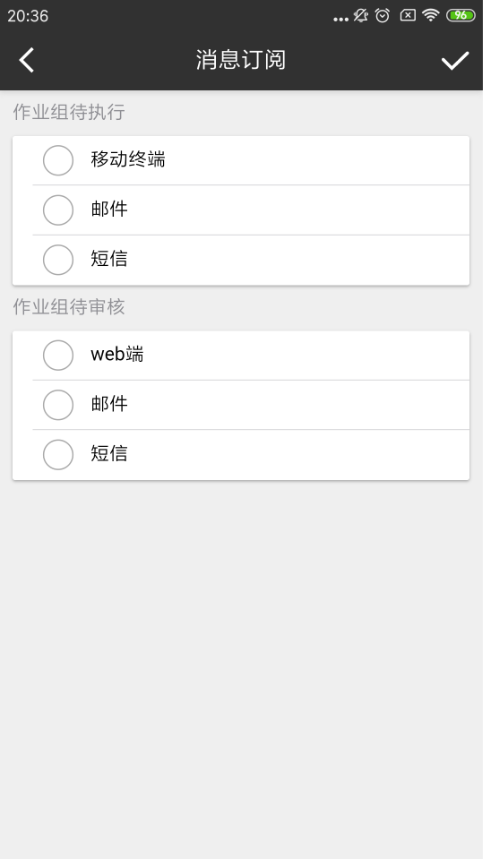 20:36
96
消息订阅
作业组待执行
移动终端
邮件
短信
作业组待审核
web端
邮件
短信